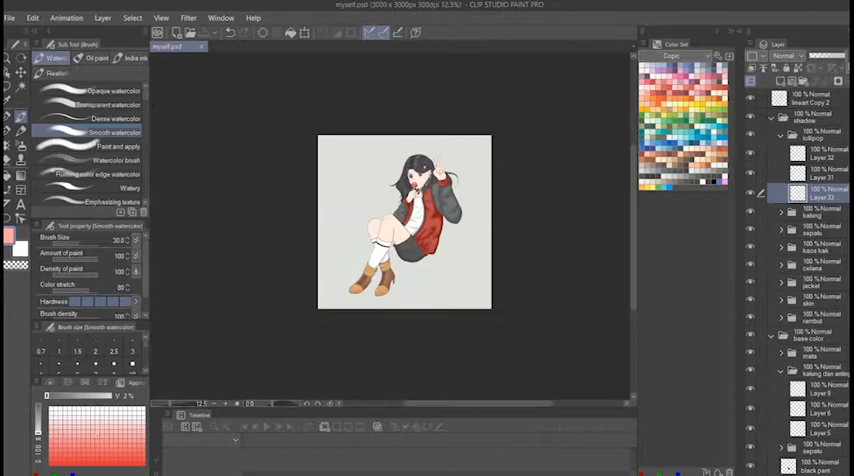 myself.psd (3000 x 3000px 300dpi 12.5%) - CLIP STUDIO PAINT PRO
File Edit Animation Layer Select View Filter Window Help
Sub Tool (Brush)
myself.psd
Color Set
Layer
Oil paint
India ink
Copic
Normal
Realisti
Opaque watercolor
Transparent watercolor
Dense watercolor
Smooth watercolor
Paint and apply
Watercolor brush
Running color edge watercolor
Watery
Emphasizing texture
Tool property (Smooth watercolor)
Brush Size 30.0
Amount of paint 100
Density of paint 100
Color stretch 80
Hardness
Brush density 100
Brush size (Smooth watercolor)
0.7 1 1.5 2 2.5 3
V 2%
100
12.5
0.0
Timeline
100 % Normal
lineart Copy 2
100 % Normal
shadow
100 % Normal
lollipop
100 % Normal
Layer 32
100 % Normal
Layer 31
100 % Normal
Layer 33
100 % Normal
kalung
100 % Normal
sepatu
100 % Normal
kaos kak
100 % Normal
celana
100 % Normal
jacket
100 % Normal
skin
100 % Normal
rambut
100 % Normal
base color
100 % Normal
mata
100 % Normal
kalung dan anting
100 % Normal
Layer 9
100 % Normal
Layer 6
100 % Normal
Layer 5
100 % Normal
sepatu
100 % Normal
black pant